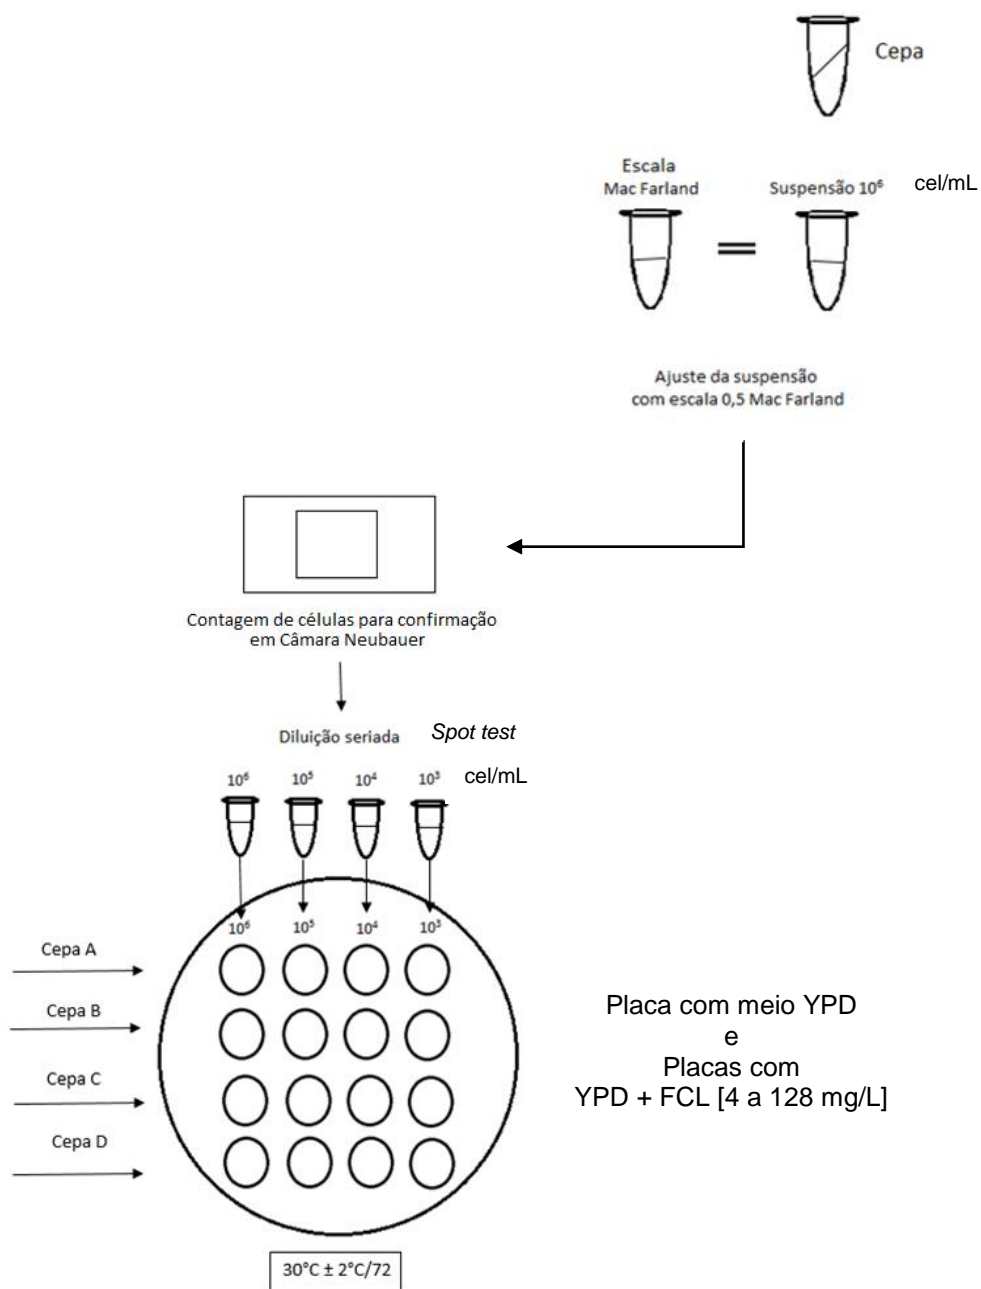 Cepa
Escala
Mac Farland
Suspensão 10⁶ cel/mL
Ajuste da suspensão
com escala 0,5 Mac Farland
Contagem de células para confirmação
em Câmara Neubauer
Diluição seriada Spot test
10⁶ 10⁵ 10⁴ 10³ cel/mL
10⁶ 10⁵ 10⁴ 10³
Cepa A
Cepa B
Cepa C
Cepa D
Placa com meio YPD
e
Placas com
YPD + FCL [4 a 128 mg/L]
30°C ± 2°C/72